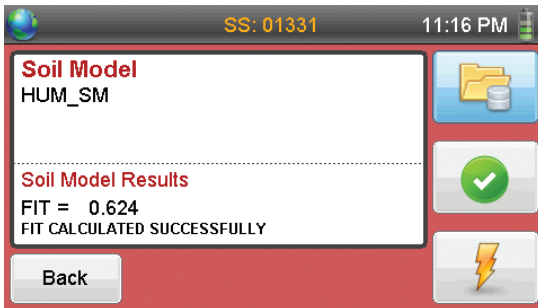 SS: 01331 11:16 PM
Soil Model
HUM_SM
Soil Model Results
FIT = 0.624
FIT CALCULATED SUCCESSFULLY
Back